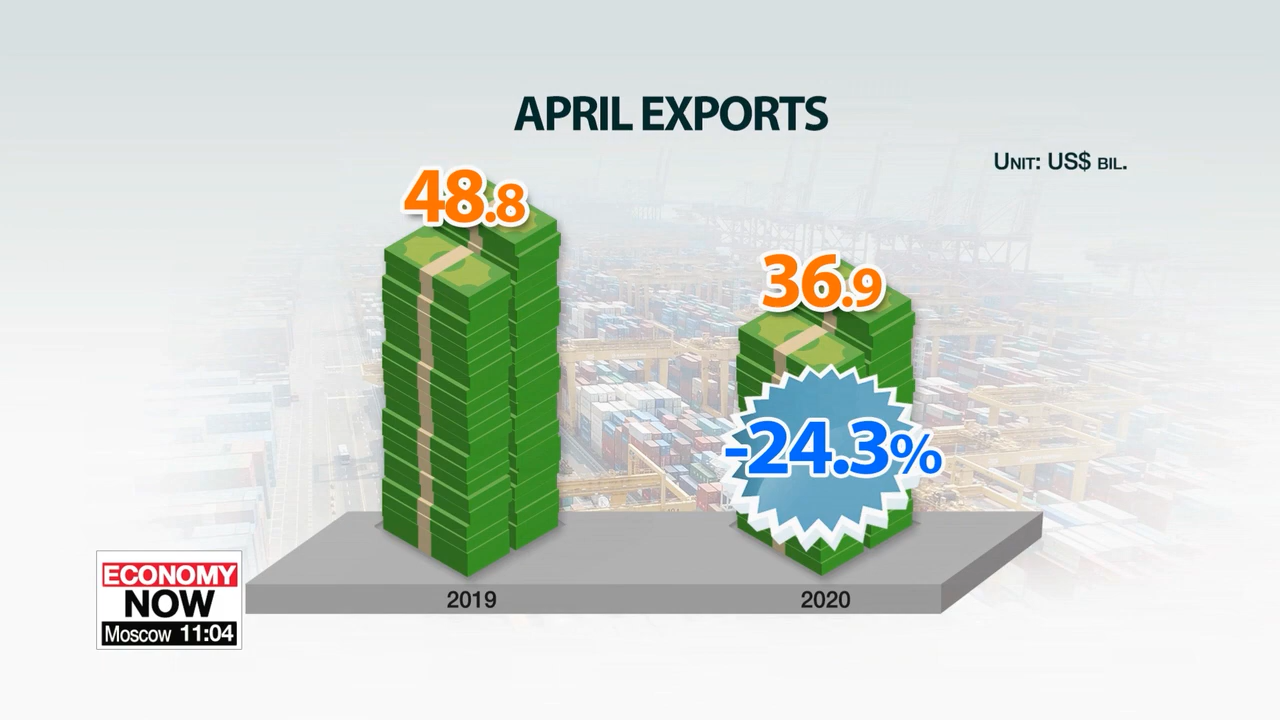 APRIL EXPORTS
UNIT: US$ BIL.
48.8
36.9
-24.3%
2019
2020
ECONOMY
NOW
Moscow 11:04